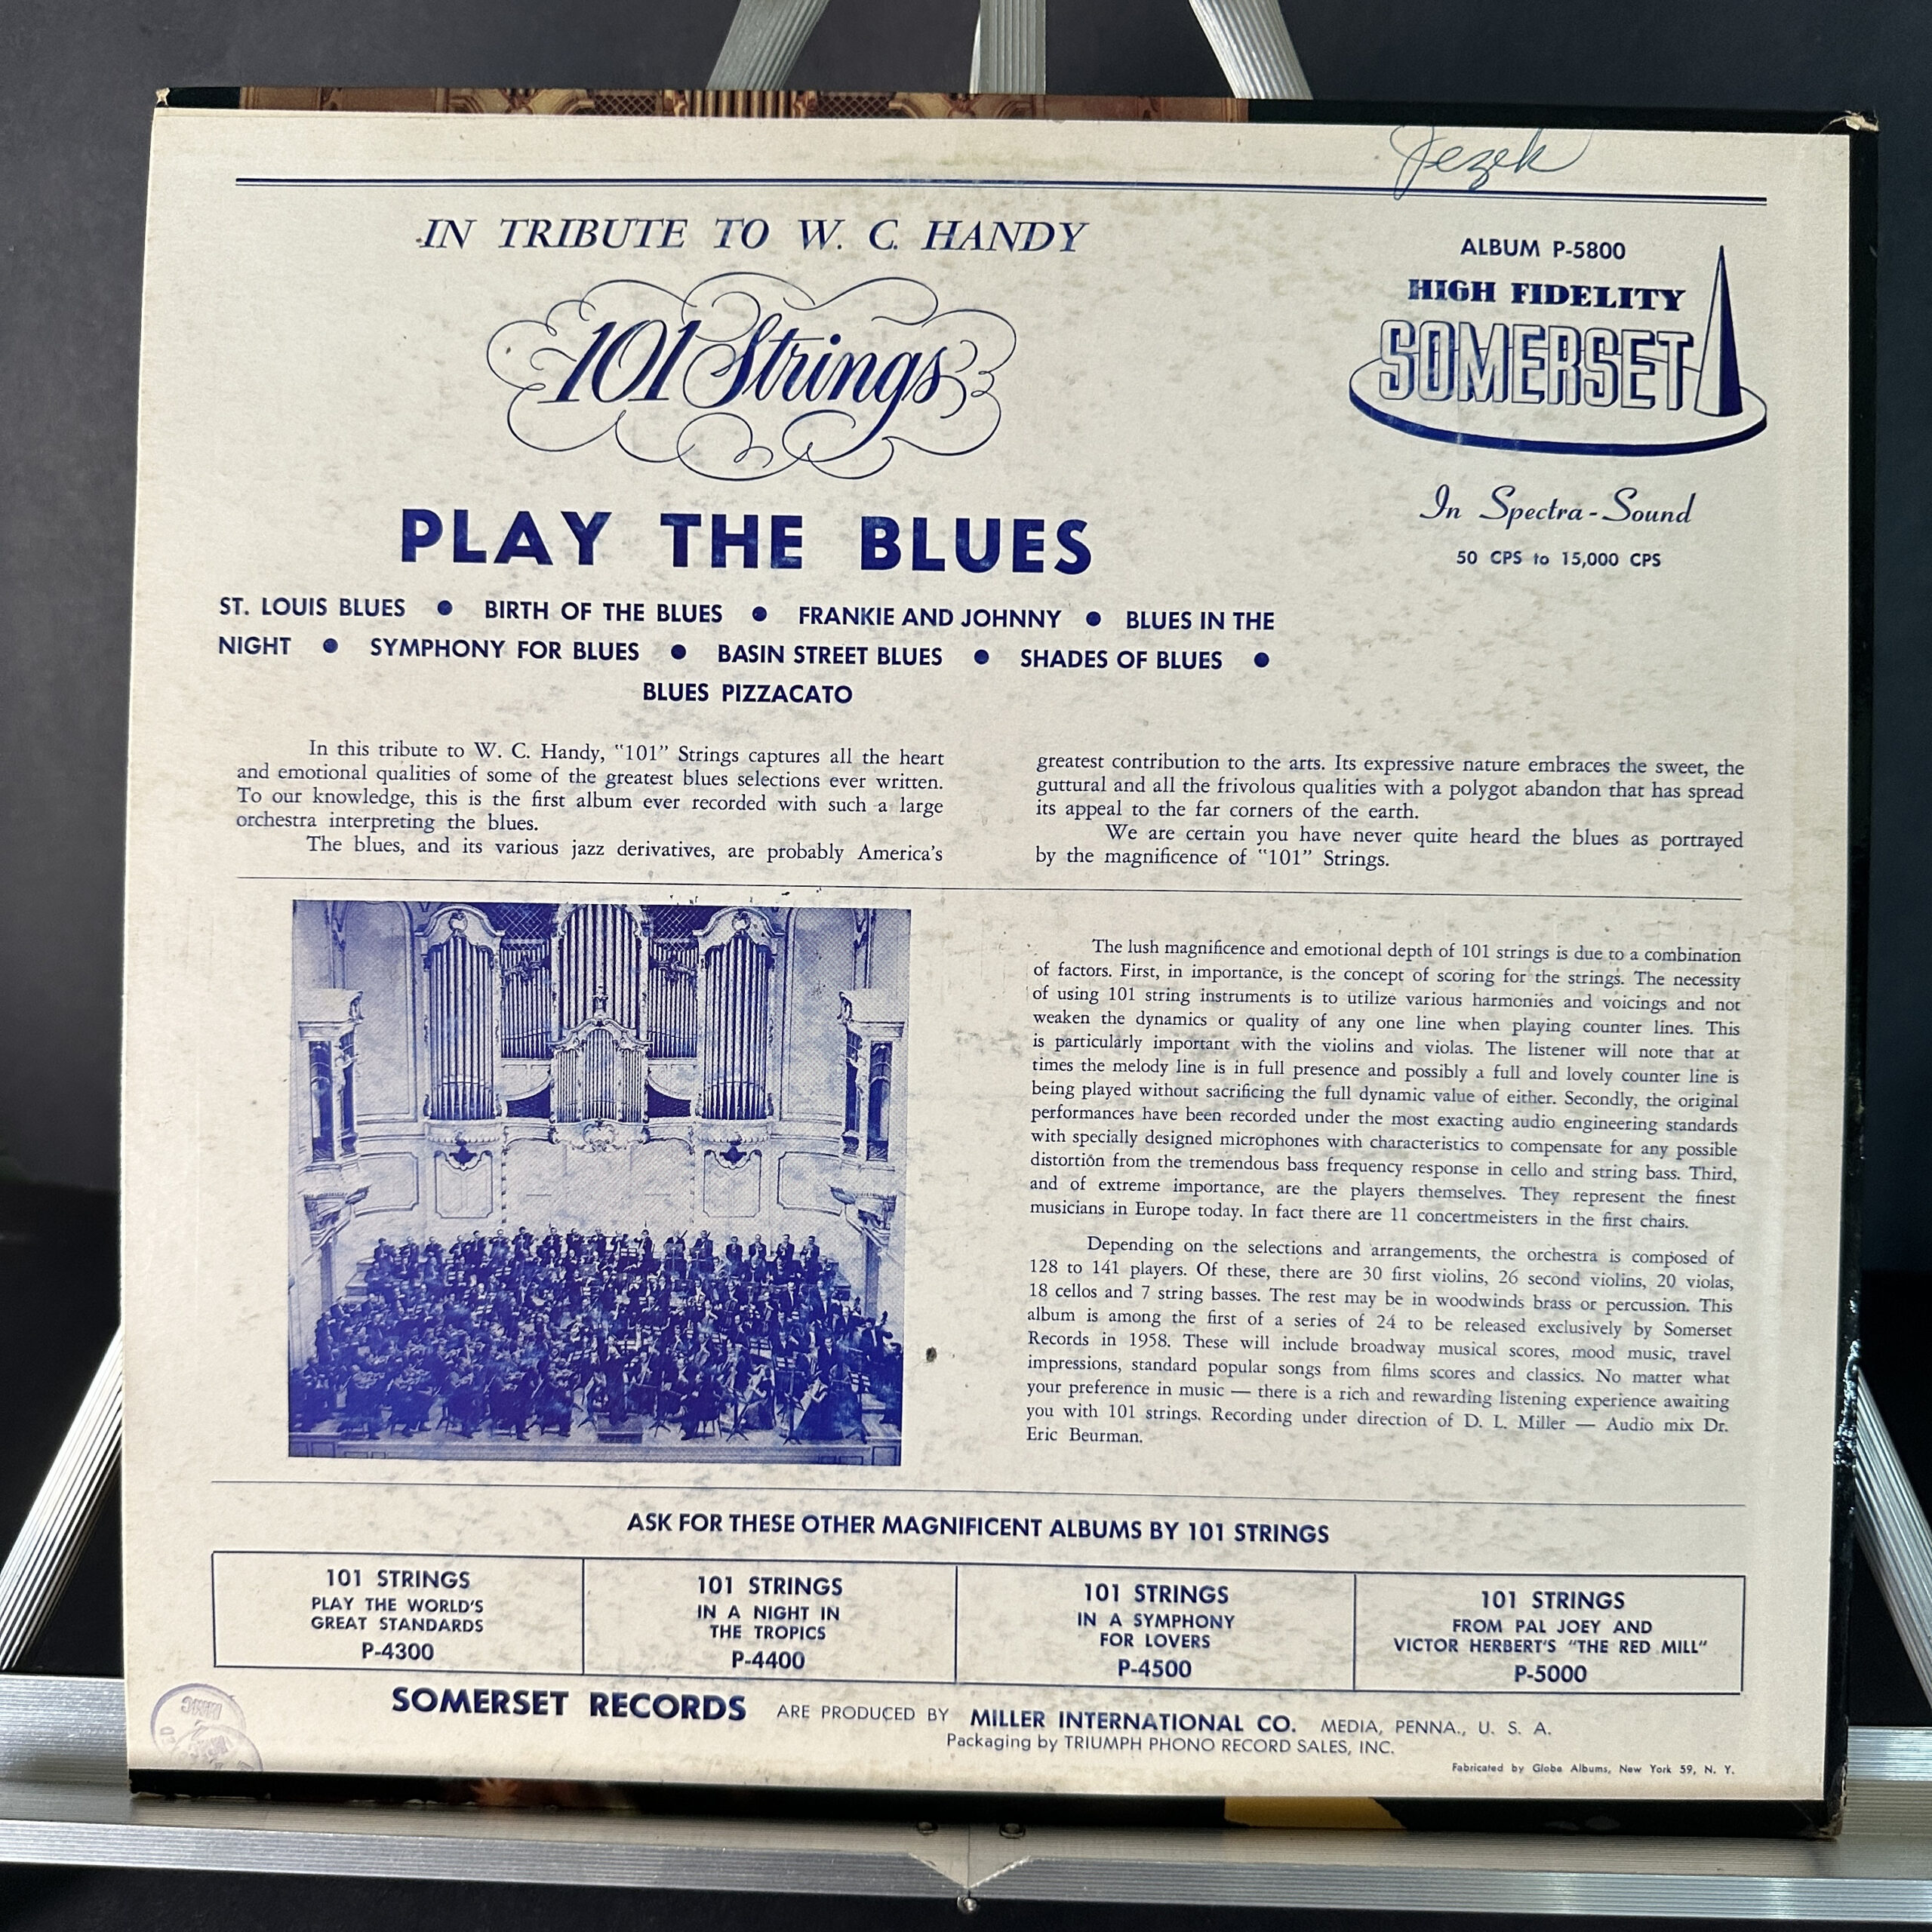 Jezek
IN TRIBUTE TO W. C. HANDY
101 Strings
PLAY THE BLUES
ALBUM P-5800
HIGH FIDELITY
SOMERSET
In Spectra-Sound
50 CPS to 15,000 CPS
ST. LOUIS BLUES ● BIRTH OF THE BLUES ● FRANKIE AND JOHNNY ● BLUES IN THE
NIGHT ● SYMPHONY FOR BLUES ● BASIN STREET BLUES ● SHADES OF BLUES ●
BLUES PIZZACATO
In this tribute to W. C. Handy, "101" Strings captures all the heart
and emotional qualities of some of the greatest blues selections ever written.
To our knowledge, this is the first album ever recorded with such a large
orchestra interpreting the blues.
The blues, and its various jazz derivatives, are probably America's
greatest contribution to the arts. Its expressive nature embraces the sweet, the
guttural and all the frivolous qualities with a polygot abandon that has spread
its appeal to the far corners of the earth.
We are certain you have never quite heard the blues as portrayed
by the magnificence of "101" Strings.
The lush magnificence and emotional depth of 101 strings is due to a combination
of factors. First, in importance, is the concept of scoring for the strings. The necessity
of using 101 string instruments is to utilize various harmonies and voicings and not
weaken the dynamics or quality of any one line when playing counter lines. This
is particularly important with the violins and violas. The listener will note that at
times the melody line is in full presence and possibly a full and lovely counter line is
being played without sacrificing the full dynamic value of either. Secondly, the original
performances have been recorded under the most exacting audio engineering standards
with specially designed microphones with characteristics to compensate for any possible
distortion from the tremendous bass frequency response in cello and string bass. Third,
and of extreme importance, are the players themselves. They represent the finest
musicians in Europe today. In fact there are 11 concertmeisters in the first chairs.
Depending on the selections and arrangements, the orchestra is composed of
128 to 141 players. Of these, there are 30 first violins, 26 second violins, 20 violas,
18 cellos and 7 string basses. The rest may be in woodwinds brass or percussion. This
album is among the first of a series of 24 to be released exclusively by Somerset
Records in 1958. These will include broadway musical scores, mood music, travel
impressions, standard popular songs from films scores and classics. No matter what
your preference in music — there is a rich and rewarding listening experience awaiting
you with 101 strings. Recording under direction of D. L. Miller — Audio mix Dr.
Eric Beurman.
ASK FOR THESE OTHER MAGNIFICENT ALBUMS BY 101 STRINGS
101 STRINGS
PLAY THE WORLD'S
GREAT STANDARDS
P-4300
101 STRINGS
IN A NIGHT IN
THE TROPICS
P-4400
101 STRINGS
IN A SYMPHONY
FOR LOVERS
P-4500
101 STRINGS
FROM PAL JOEY AND
VICTOR HERBERT'S "THE RED MILL"
P-5000
SOMERSET RECORDS ARE PRODUCED BY MILLER INTERNATIONAL CO. MEDIA, PENNA., U. S. A.
Packaging by TRIUMPH PHONO RECORD SALES, INC.
Fabricated by Globe Albums, New York 59, N. Y.